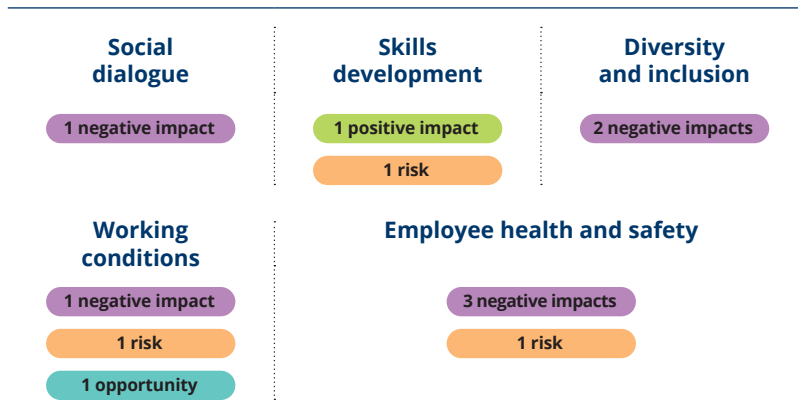 Social
dialogue
1 negative impact
Skills
development
1 positive impact
1 risk
Diversity
and inclusion
2 negative impacts
Working
conditions
1 negative impact
1 risk
1 opportunity
Employee health and safety
3 negative impacts
1 risk